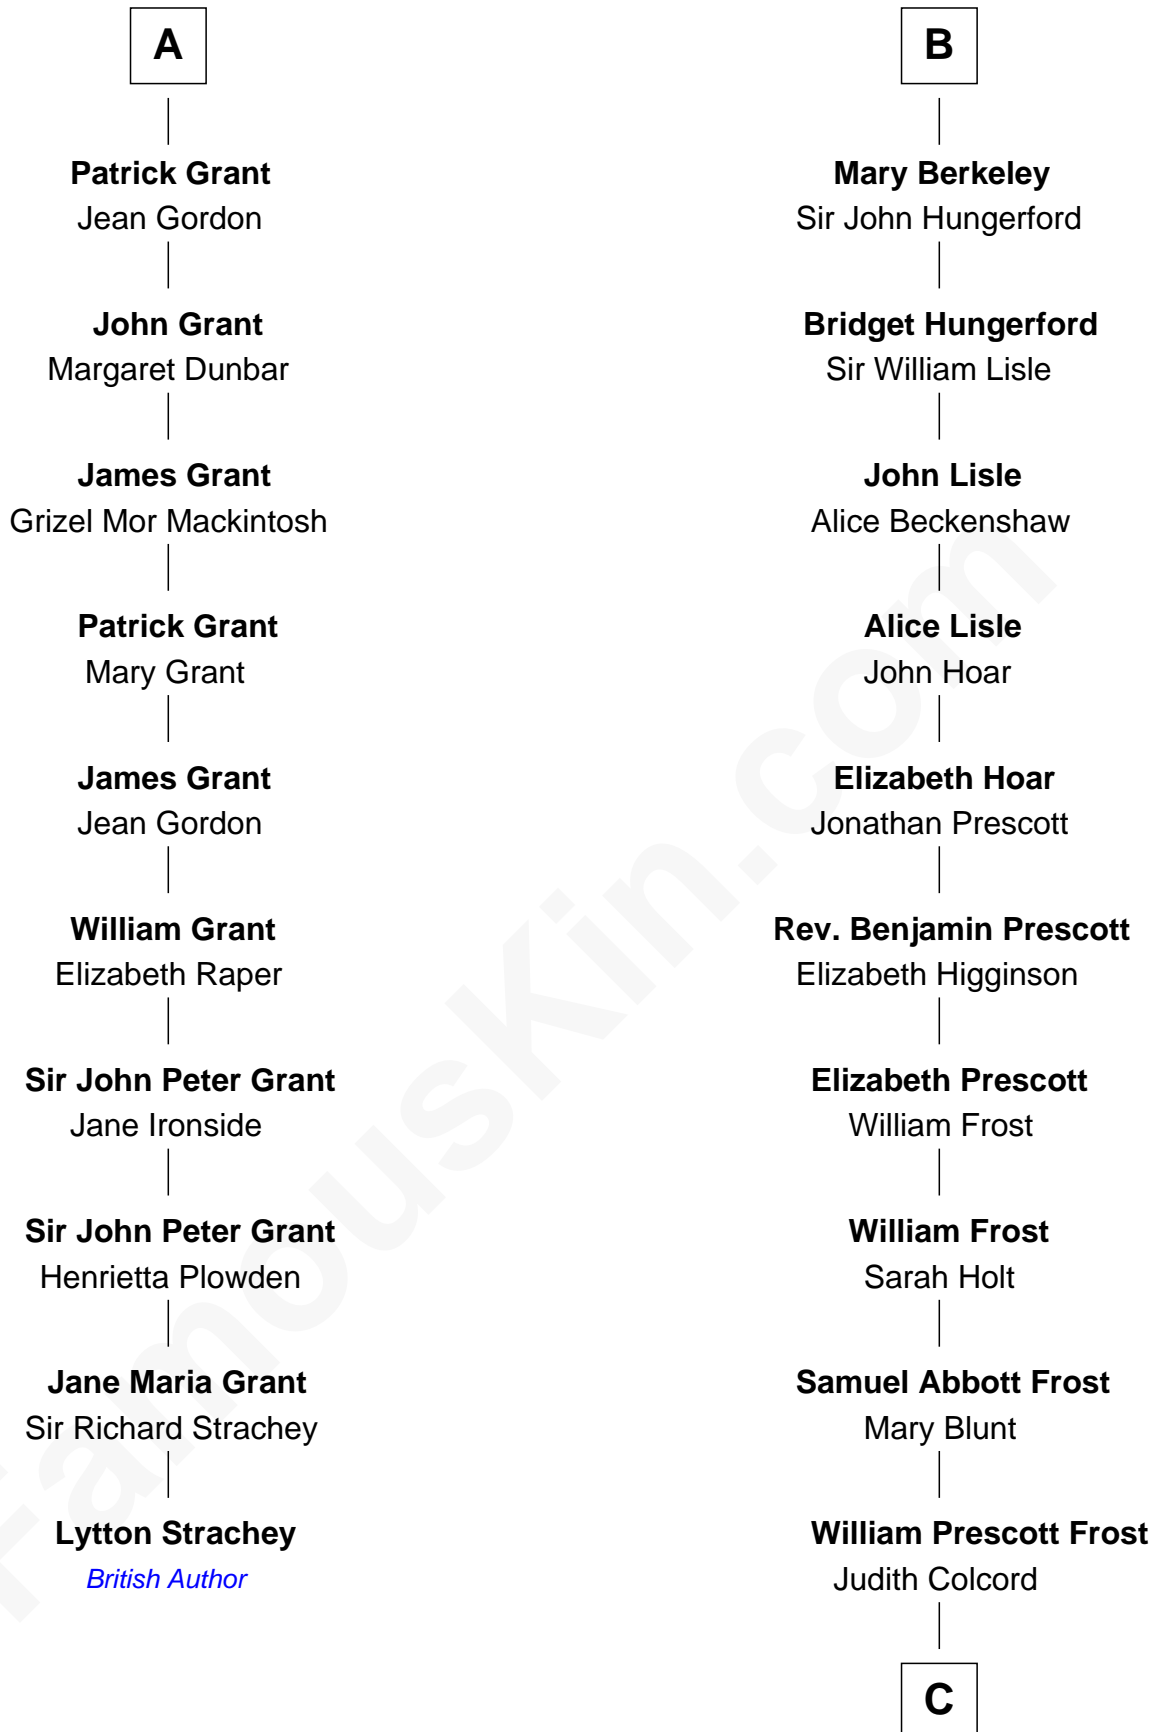 A
Patrick Grant
Jean Gordon
John Grant
Margaret Dunbar
James Grant
Grizel Mor Mackintosh
Patrick Grant
Mary Grant
James Grant
Jean Gordon
William Grant
Elizabeth Raper
Sir John Peter Grant
Jane Ironside
Sir John Peter Grant
Henrietta Plowden
Jane Maria Grant
Sir Richard Strachey
Lytton Strachey
British Author
B
Mary Berkeley
Sir John Hungerford
Bridget Hungerford
Sir William Lisle
John Lisle
Alice Beckenshaw
Alice Lisle
John Hoar
Elizabeth Hoar
Jonathan Prescott
Rev. Benjamin Prescott
Elizabeth Higginson
Elizabeth Prescott
William Frost
William Frost
Sarah Holt
Samuel Abbott Frost
Mary Blunt
William Prescott Frost
Judith Colcord
C
FamousKin.com